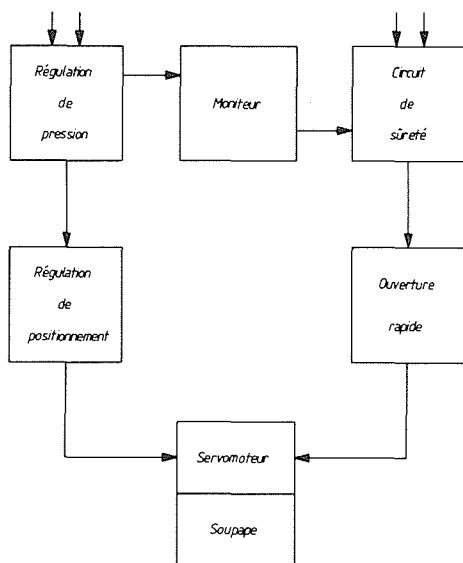 Régulation
de
pression
Moniteur
Circuit
de
sûreté
Régulation
de
positionnement
Ouverture
rapide
Servomoteur
Soupape